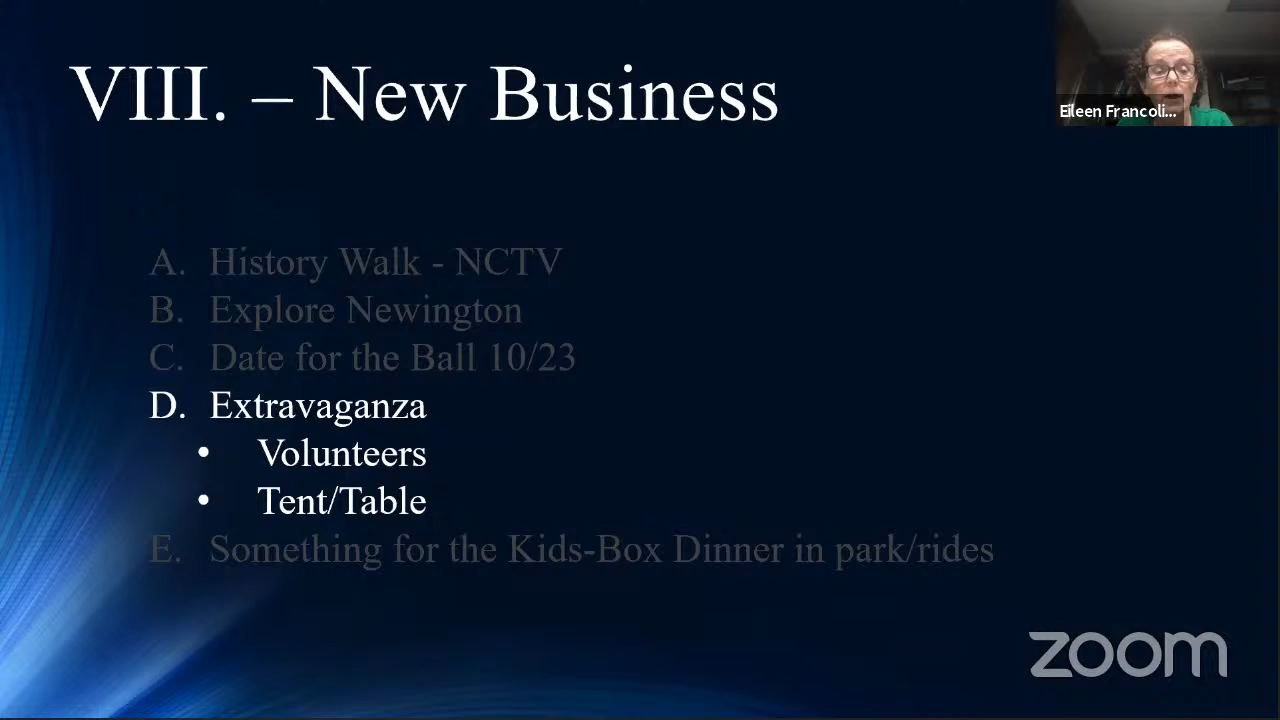 VIII. – New Business
Eileen Francoli...
A. History Walk - NCTV
B. Explore Newington
C. Date for the Ball 10/23
D. Extravaganza
• Volunteers
• Tent/Table
E. Something for the Kids-Box Dinner in park/rides
zoom